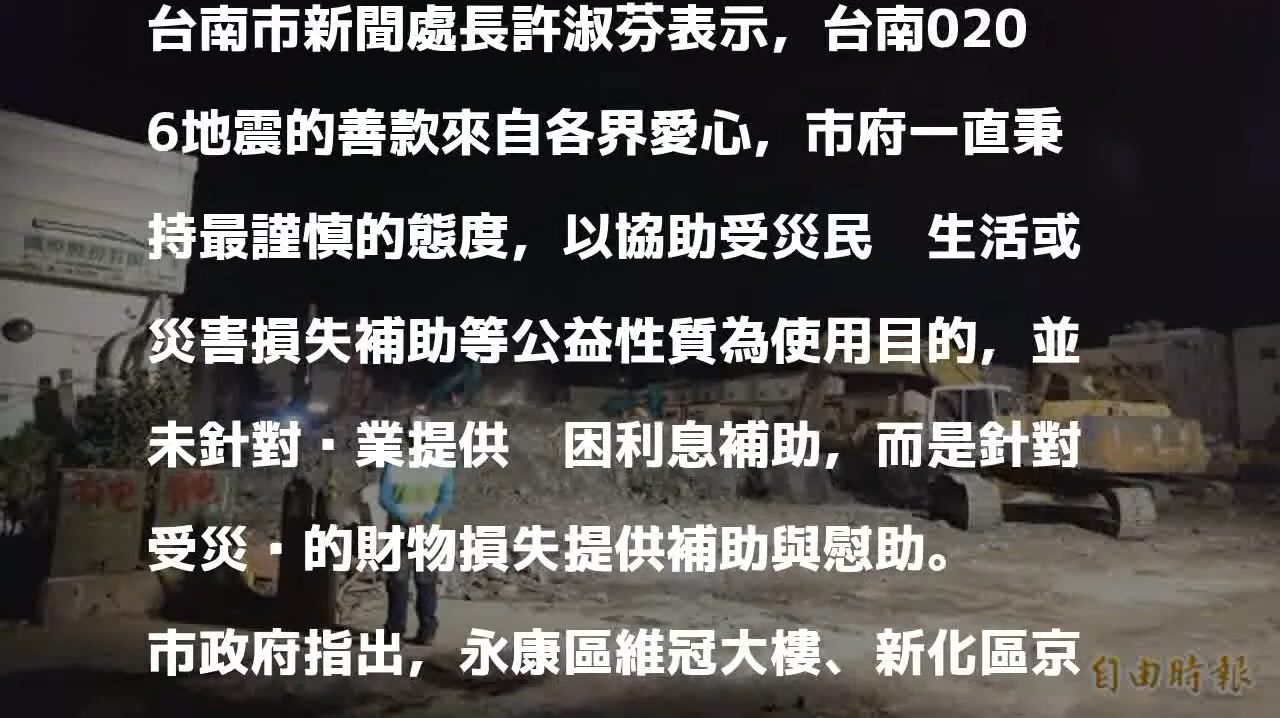 台南市新聞處長許淑芬表示，台南020
6地震的善款來自各界愛心，市府一直秉
持最謹慎的態度，以協助受災民　生活或
災害損失補助等公益性質為使用目的，並
未針對·業提供　困利息補助，而是針對
受災·的財物損失提供補助與慰助。
市政府指出，永康區維冠大樓、新化區京
自由時報